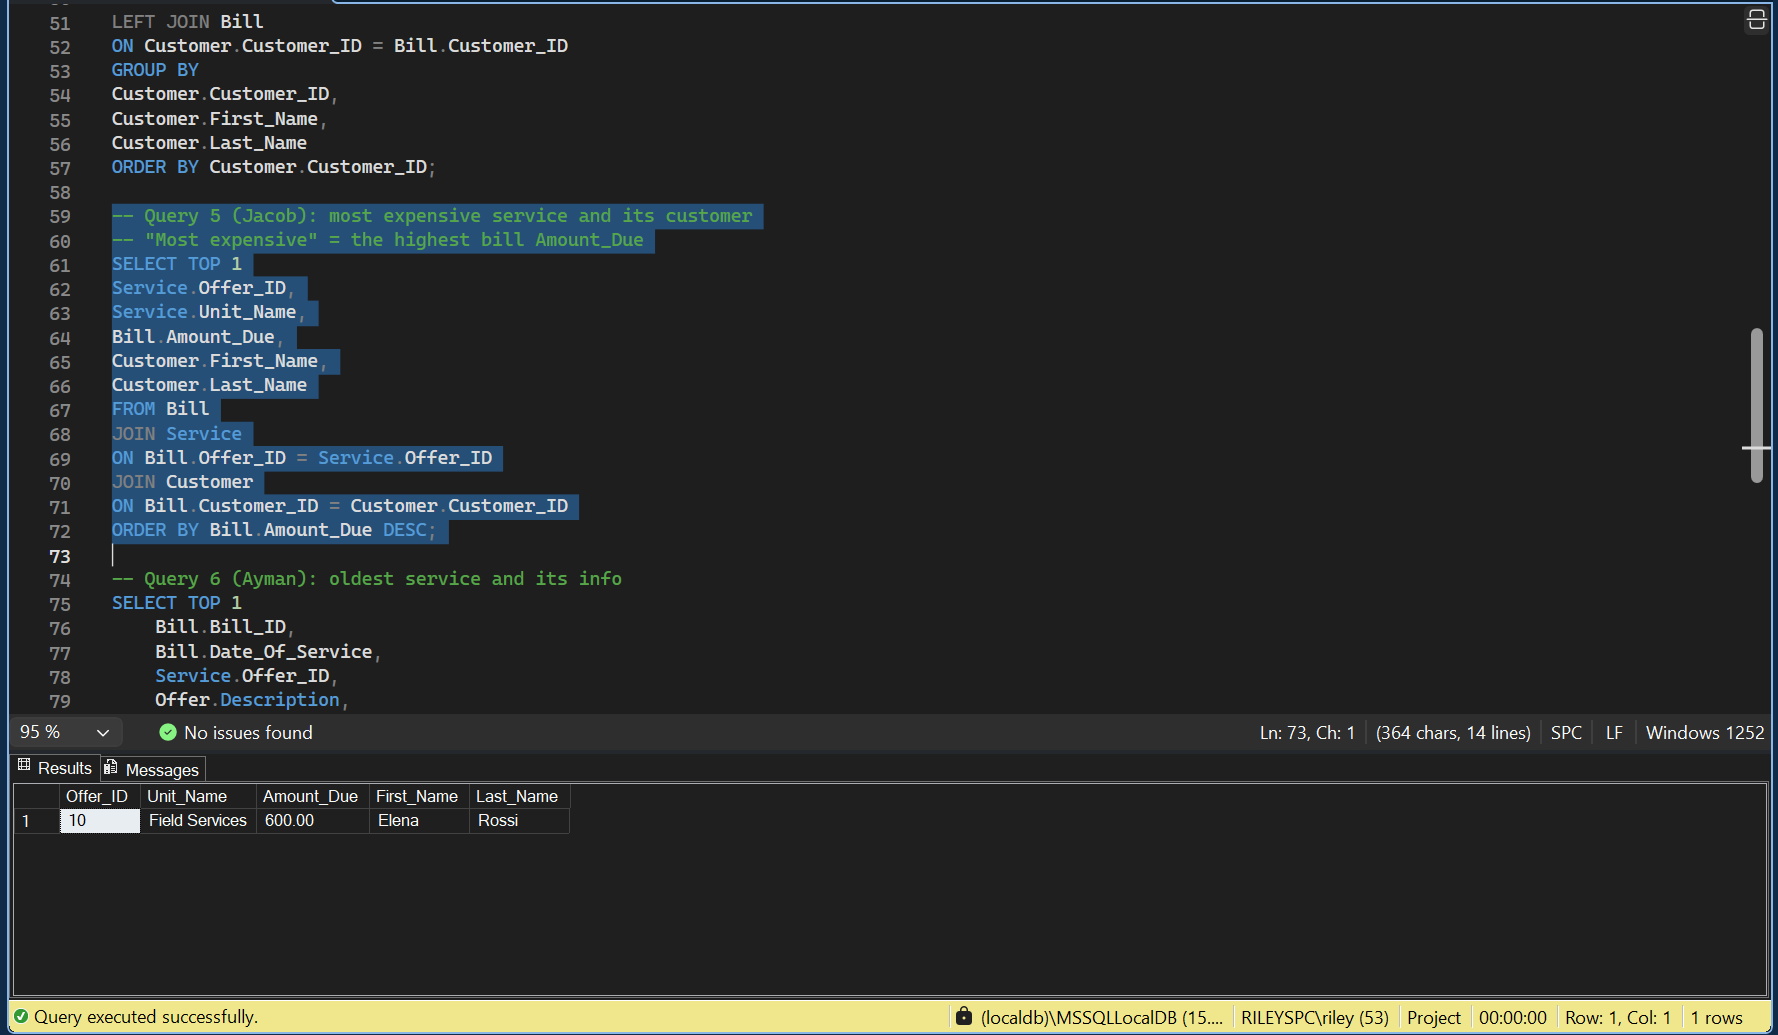 51 LEFT JOIN Bill
52 ON Customer.Customer_ID = Bill.Customer_ID
53 GROUP BY
54 Customer.Customer_ID,
55 Customer.First_Name,
56 Customer.Last_Name
57 ORDER BY Customer.Customer_ID;
58
59 -- Query 5 (Jacob): most expensive service and its customer
60 -- "Most expensive" = the highest bill Amount_Due
61 SELECT TOP 1
62 Service.Offer_ID,
63 Service.Unit_Name,
64 Bill.Amount_Due,
65 Customer.First_Name,
66 Customer.Last_Name
67 FROM Bill
68 JOIN Service
69 ON Bill.Offer_ID = Service.Offer_ID
70 JOIN Customer
71 ON Bill.Customer_ID = Customer.Customer_ID
72 ORDER BY Bill.Amount_Due DESC;
73
74 -- Query 6 (Ayman): oldest service and its info
75 SELECT TOP 1
76 Bill.Bill_ID,
77 Bill.Date_Of_Service,
78 Service.Offer_ID,
79 Offer.Description,
95 % No issues found Ln: 73, Ch: 1 (364 chars, 14 lines) SPC LF Windows 1252
Results Messages
Offer_ID Unit_Name Amount_Due First_Name Last_Name
1 10 Field Services 600.00 Elena Rossi
Query executed successfully. (localdb)\MSSQLLocalDB (15.... RILEYSPC\riley (53) Project 00:00:00 Row: 1, Col: 1 1 rows